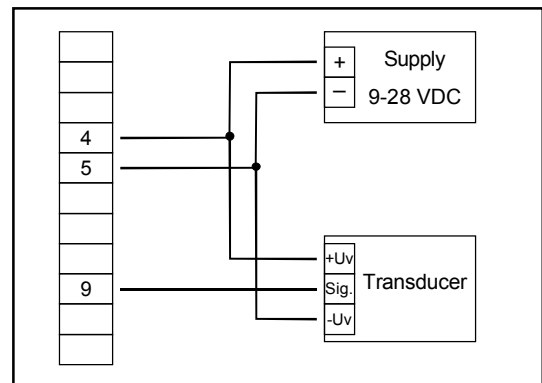 4
5
9
+ Supply
– 9-28 VDC
+Uv
Sig. Transducer
-Uv